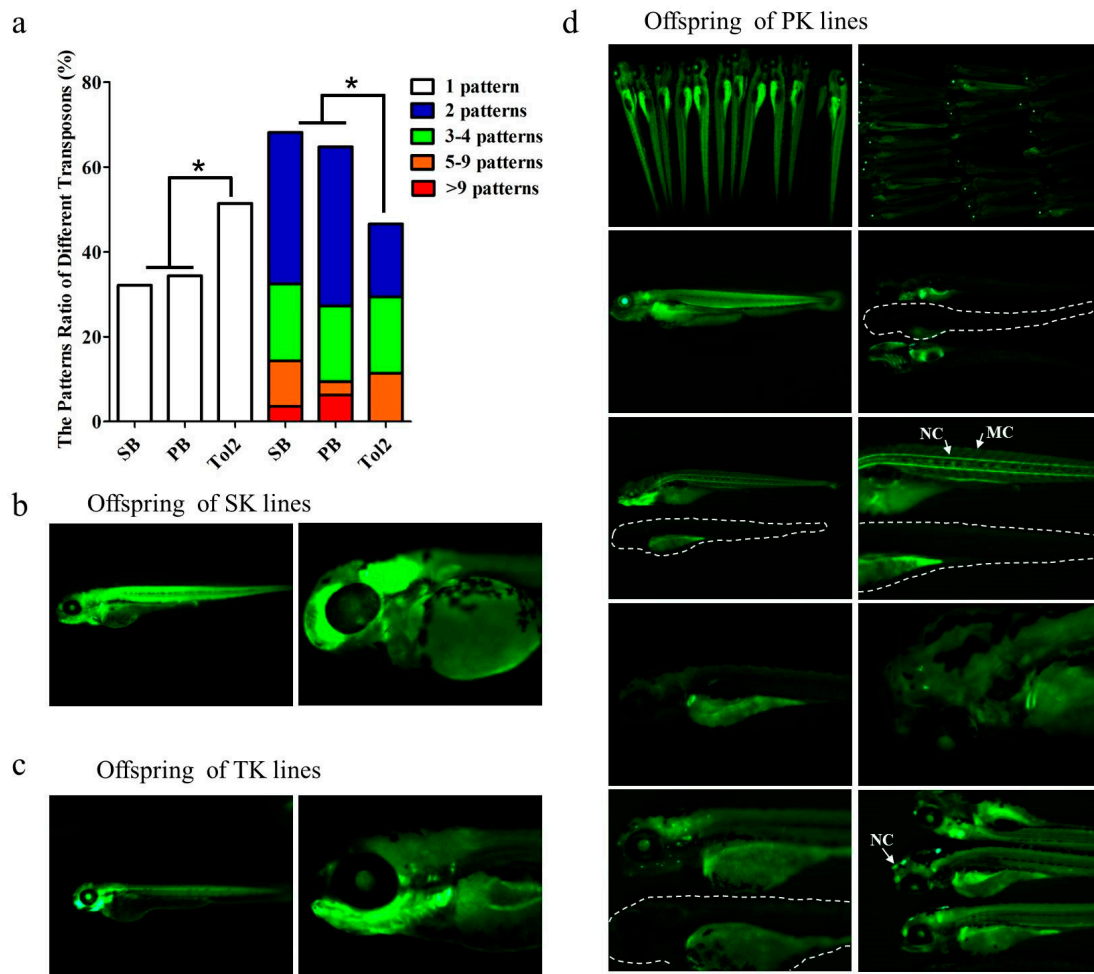 a
The Patterns Ratio of Different Transposons (%)
80
60
40
20
0
*
*
SB
PB
Tol2
SB
PB
Tol2
1 pattern
2 patterns
3-4 patterns
5-9 patterns
>9 patterns
b
Offspring of SK lines
c
Offspring of TK lines
d
Offspring of PK lines
NC
MC
NC